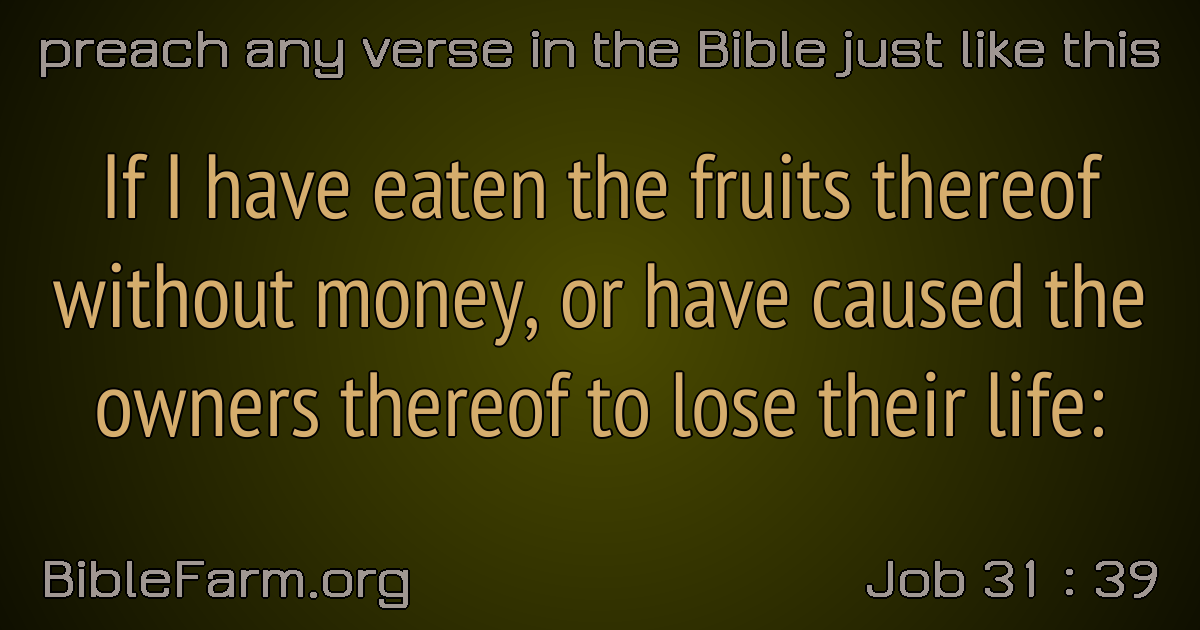 preach any verse in the Bible just like this
If I have eaten the fruits thereof
without money, or have caused the
owners thereof to lose their life:
BibleFarm.org
Job 31 : 39